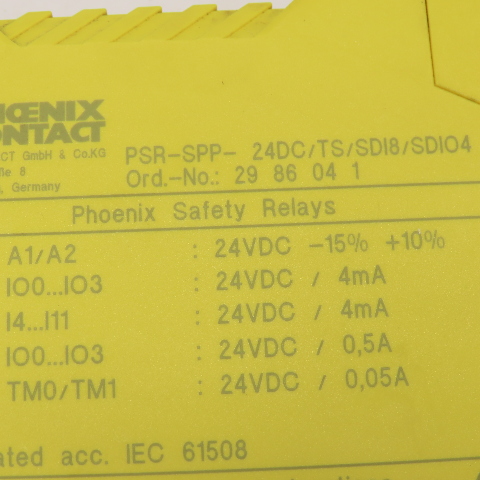 HŒNIX
ONTACT
CT GmbH & Co.KG
8
, Germany
PSR-SPP- 24DC/TS/SDI8/SDIO4
Ord.-No.: 29 86 04 1
Phoenix Safety Relays
A1/A2 : 24VDC -15% +10%
IO0...IO3 : 24VDC / 4mA
I4...I11 : 24VDC / 4mA
IO0...IO3 : 24VDC / 0,5A
TM0/TM1 : 24VDC / 0,05A
ated acc. IEC 61508